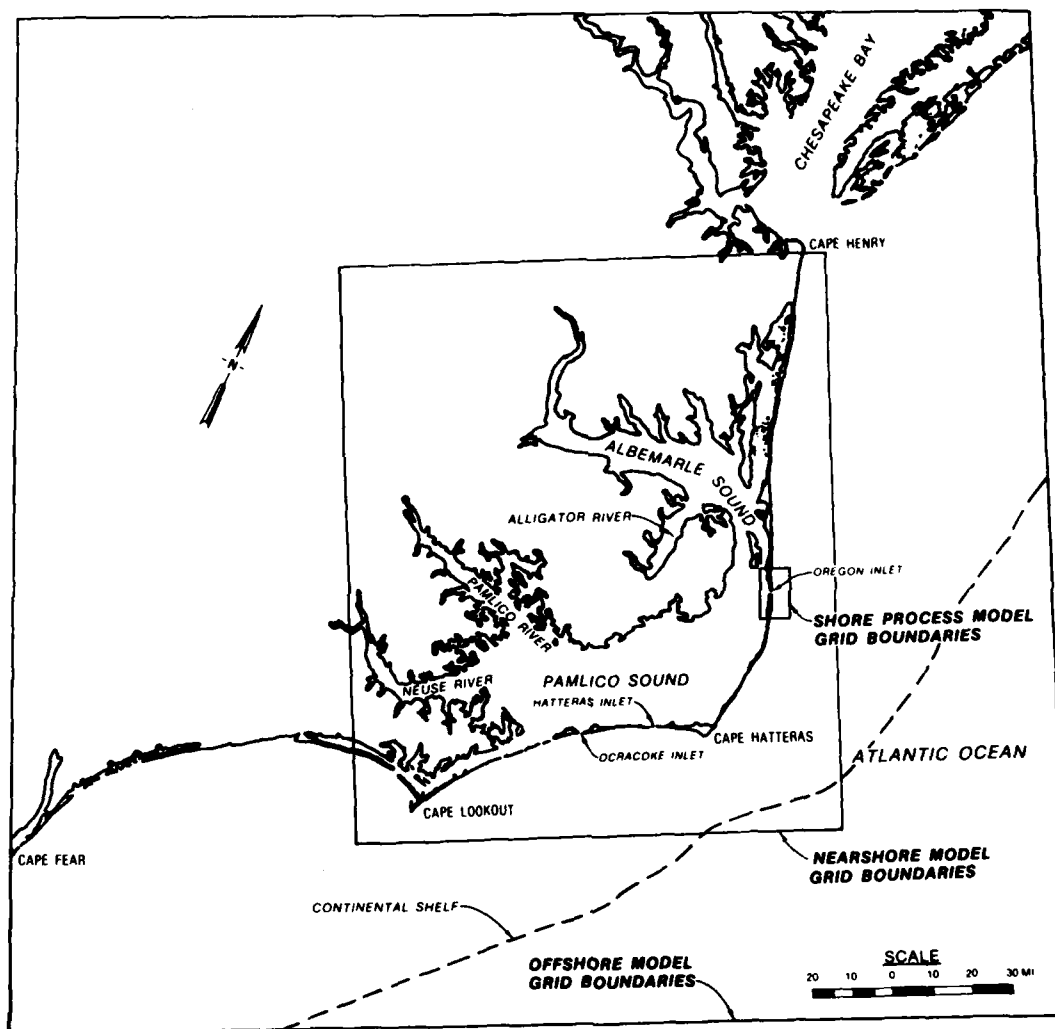 CHESAPEAKE BAY
CAPE HENRY
N
ALBEMARLE SOUND
ALLIGATOR RIVER
OREGON INLET
PAMLICO RIVER
SHORE PROCESS MODEL
GRID BOUNDARIES
NEUSE RIVER
PAMLICO SOUND
HATTERAS INLET
CAPE HATTERAS
OCRACOKE INLET
ATLANTIC OCEAN
CAPE LOOKOUT
CAPE FEAR
NEARSHORE MODEL
GRID BOUNDARIES
CONTINENTAL SHELF
OFFSHORE MODEL
GRID BOUNDARIES
SCALE
20 10 0 10 20 30 MI